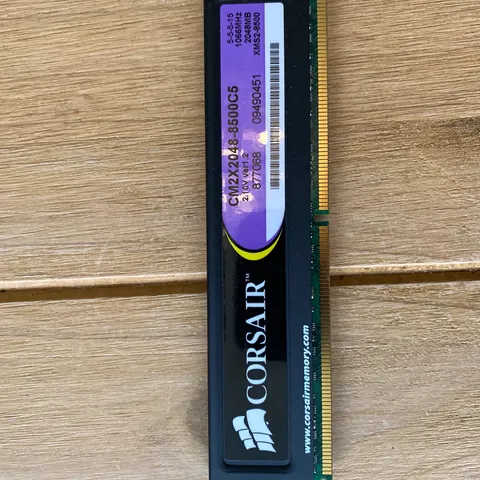 XMS2-8500
2048MB
1066MHz
5-5-5-15
09490451
CM2X2048-8500C5
2.10V ver1.2
877068
CORSAIR™
www.corsairmemory.com